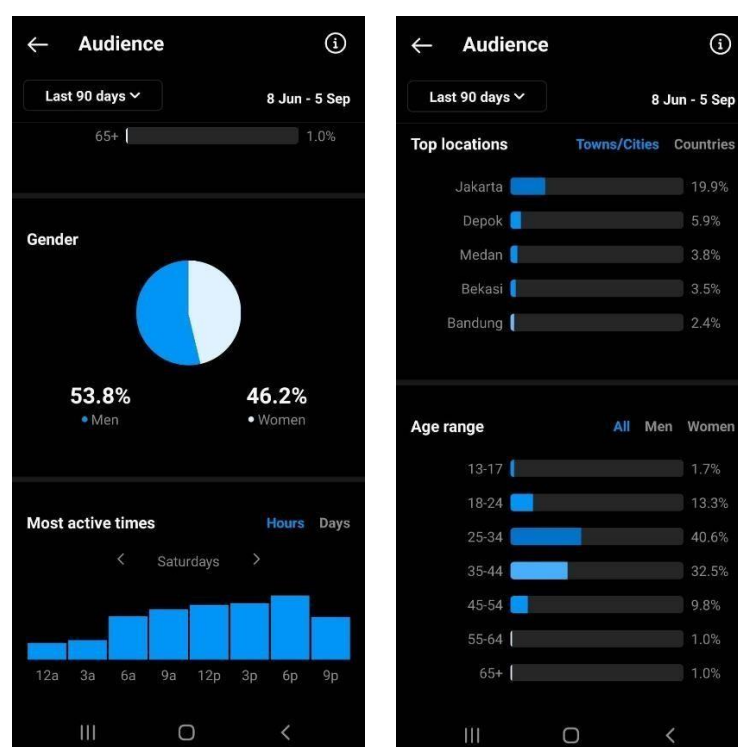 Audience
Last 90 days
8 Jun - 5 Sep
65+ 1.0%
Gender
53.8% 46.2%
Men Women
Most active times Hours Days
Saturdays
12a 3a 6a 9a 12p 3p 6p 9p
Audience
Last 90 days
8 Jun - 5 Sep
Top locations Towns/Cities Countries
Jakarta 19.9%
Depok 5.9%
Medan 3.8%
Bekasi 3.5%
Bandung 2.4%
Age range All Men Women
13-17 1.7%
18-24 13.3%
25-34 40.6%
35-44 32.5%
45-54 9.8%
55-64 1.0%
65+ 1.0%